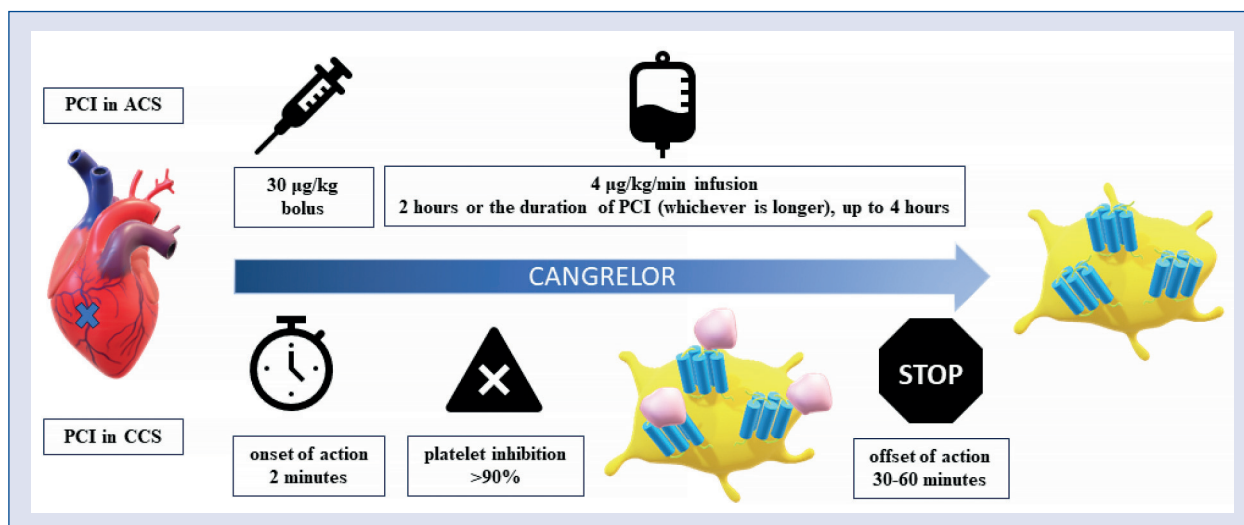 PCI in ACS
30 µg/kg
bolus
4 µg/kg/min infusion
2 hours or the duration of PCI (whichever is longer), up to 4 hours
CANGRELOR
STOP
PCI in CCS
onset of action
2 minutes
platelet inhibition
>90%
offset of action
30-60 minutes